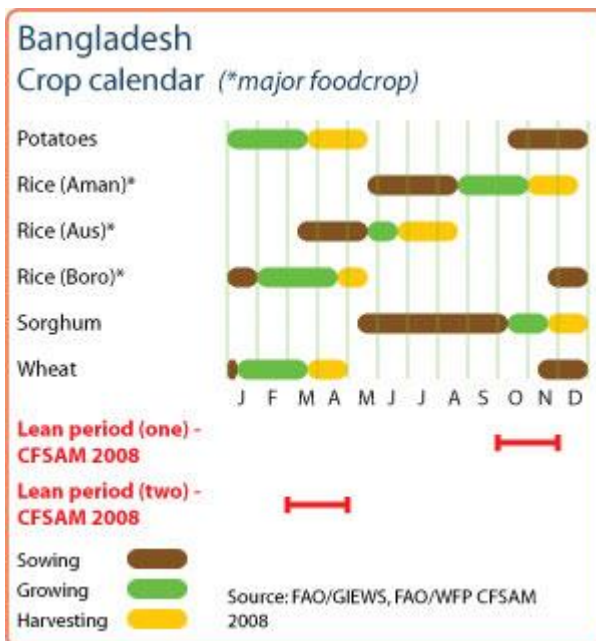 Bangladesh
Crop calendar (*major foodcrop)
Potatoes
Rice (Aman)*
Rice (Aus)*
Rice (Boro)*
Sorghum
Wheat
J F M A M J J A S O N D
Lean period (one) -
CFSAM 2008
Lean period (two) -
CFSAM 2008
Sowing
Growing
Harvesting
Source: FAO/GIEWS, FAO/WFP CFSAM
2008